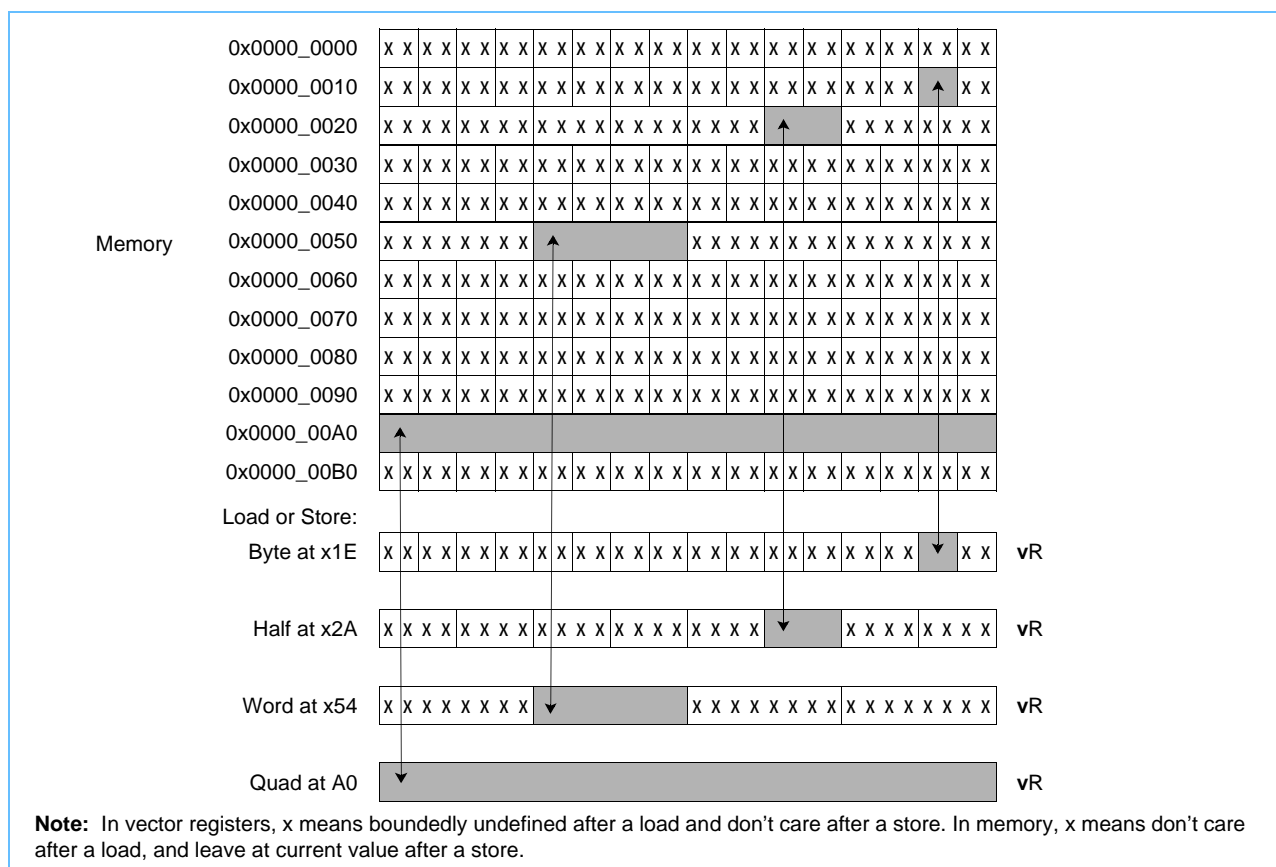 0x0000_0000 X X X X X X X X X X X X X X X X X X X X X X X X X X X X X X X X
0x0000_0010 X X X X X X X X X X X X X X X X X X X X X X X X X X X X X X
0x0000_0020 X X X X X X X X X X X X X X X X X X X X X X X X X X X X
0x0000_0030 X X X X X X X X X X X X X X X X X X X X X X X X X X X X X X X X
0x0000_0040 X X X X X X X X X X X X X X X X X X X X X X X X X X X X X X X X
Memory 0x0000_0050 X X X X X X X X X X X X X X X X X X X X X X X X
0x0000_0060 X X X X X X X X X X X X X X X X X X X X X X X X X X X X X X X X
0x0000_0070 X X X X X X X X X X X X X X X X X X X X X X X X X X X X X X X X
0x0000_0080 X X X X X X X X X X X X X X X X X X X X X X X X X X X X X X X X
0x0000_0090 X X X X X X X X X X X X X X X X X X X X X X X X X X X X X X X X
0x0000_00A0
0x0000_00B0 X X X X X X X X X X X X X X X X X X X X X X X X X X X X X X X X
Load or Store:
Byte at x1E X X X X X X X X X X X X X X X X X X X X X X X X X X X X X X vR
Half at x2A X X X X X X X X X X X X X X X X X X X X X X X X X X X X vR
Word at x54 X X X X X X X X X X X X X X X X X X X X X X X X vR
Quad at A0 vR
Note: In vector registers, x means boundedly undefined after a load and don't care after a store. In memory, x means don't care
after a load, and leave at current value after a store.